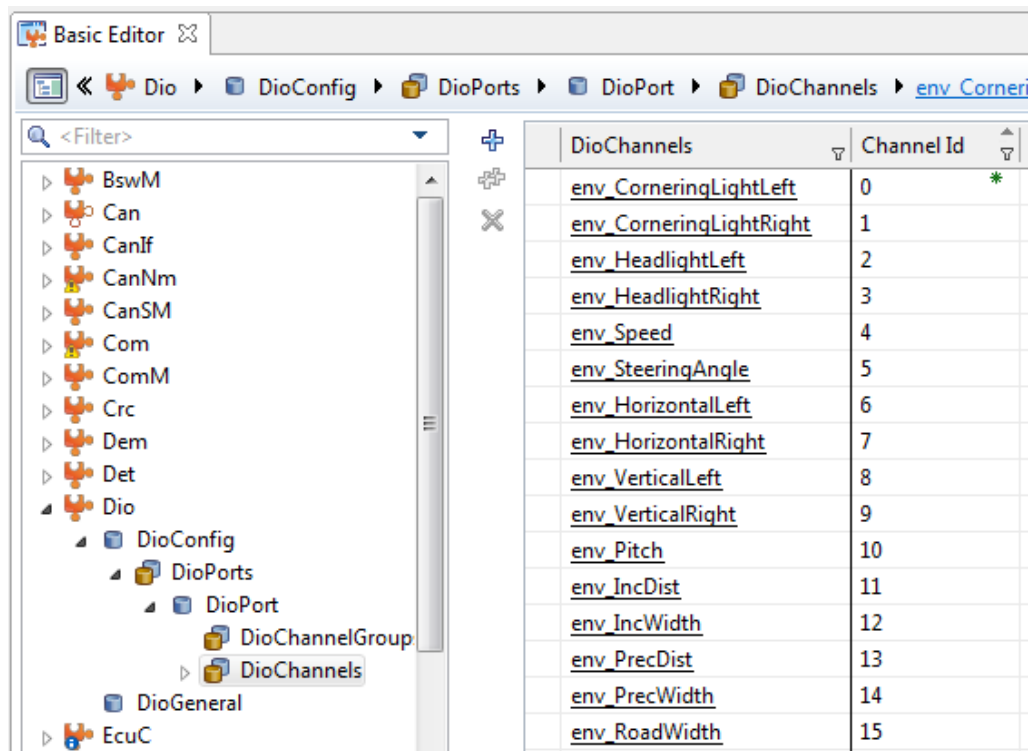 Basic Editor
Dio DioConfig DioPorts DioPort DioChannels env_Corneri
<Filter>
BswM
Can
CanIf
CanNm
CanSM
Com
ComM
Crc
Dem
Det
Dio
DioConfig
DioPorts
DioPort
DioChannelGroup
DioChannels
DioGeneral
EcuC
DioChannels Channel Id
env_CorneringLightLeft 0
env_CorneringLightRight 1
env_HeadlightLeft 2
env_HeadlightRight 3
env_Speed 4
env_SteeringAngle 5
env_HorizontalLeft 6
env_HorizontalRight 7
env_VerticalLeft 8
env_VerticalRight 9
env_Pitch 10
env_IncDist 11
env_IncWidth 12
env_PrecDist 13
env_PrecWidth 14
env_RoadWidth 15